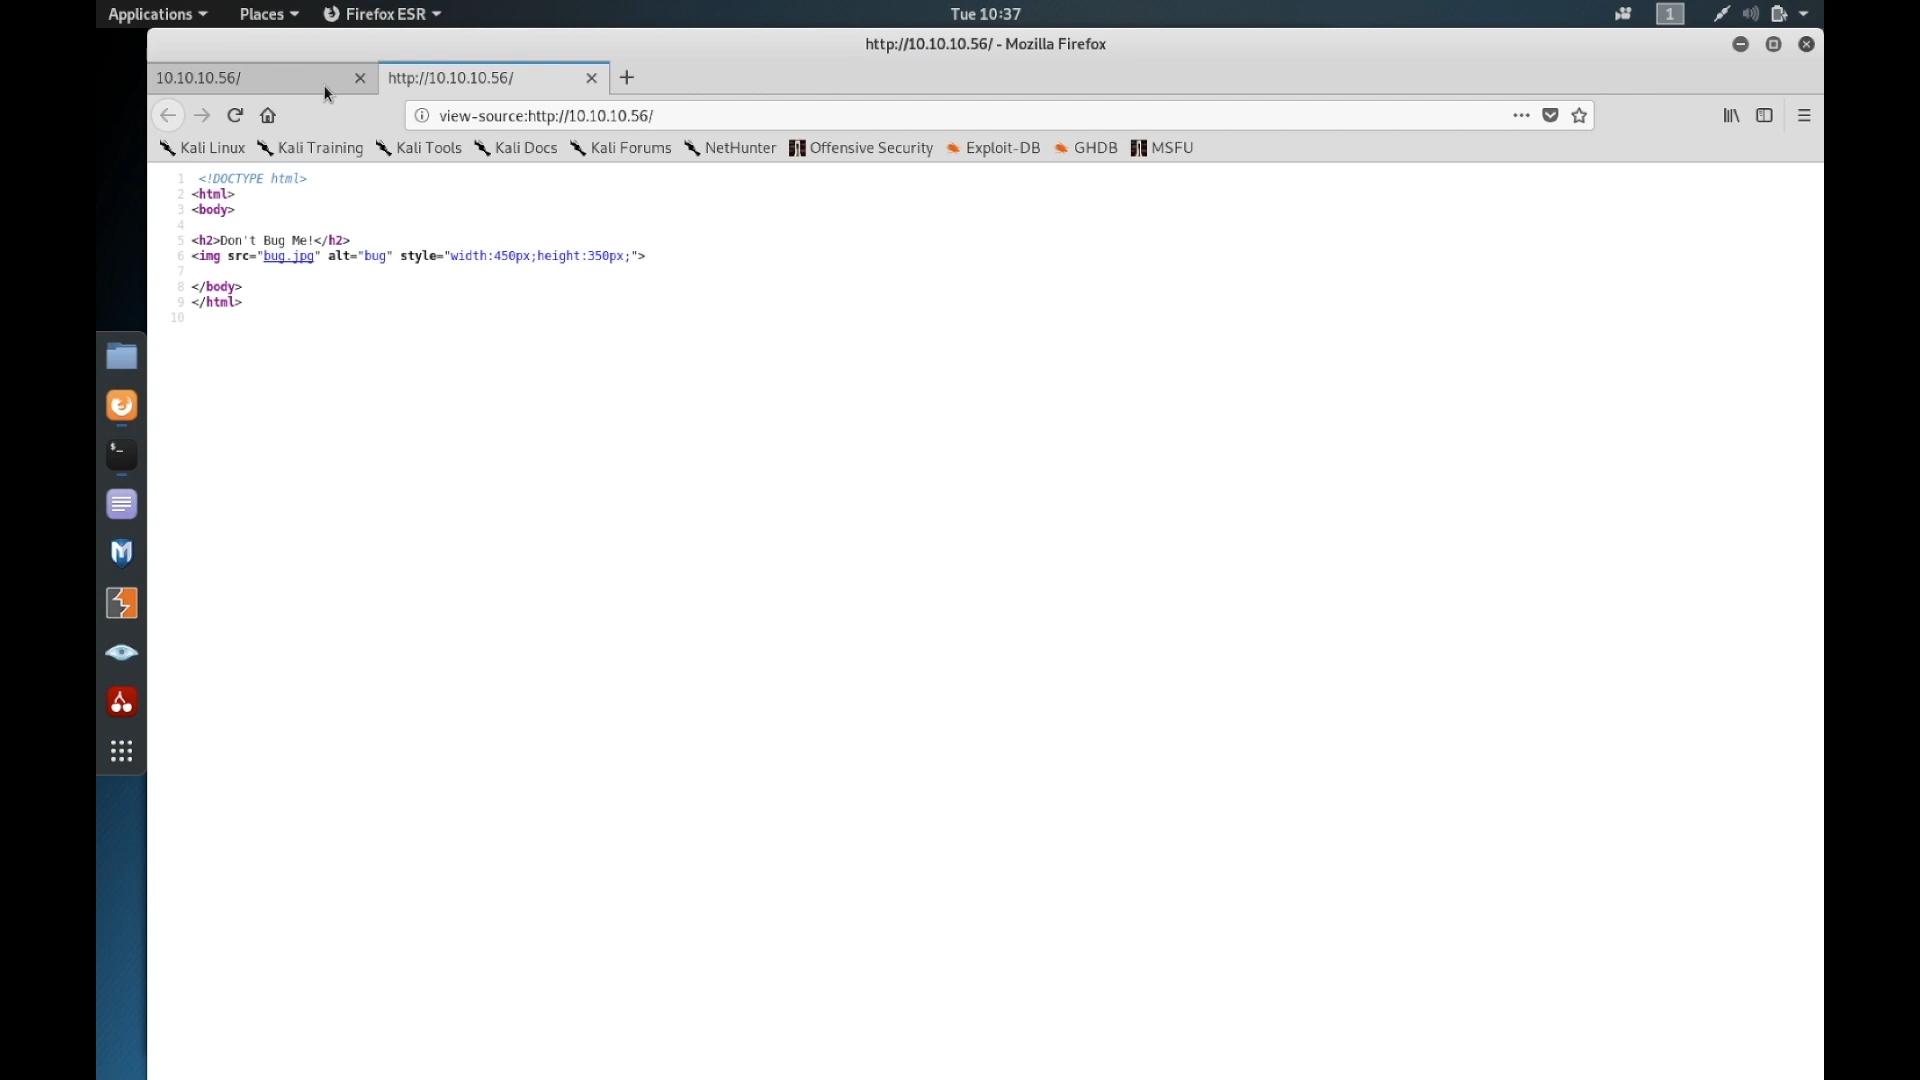 Applications Places Firefox ESR Tue 10:37 1
http://10.10.10.56/ - Mozilla Firefox
10.10.10.56/ http://10.10.10.56/
view-source:http://10.10.10.56/
Kali Linux Kali Training Kali Tools Kali Docs Kali Forums NetHunter Offensive Security Exploit-DB GHDB MSFU
1 <!DOCTYPE html>
2 <html>
3 <body>
4
5 <h2>Don't Bug Me!</h2>
6 <img src="bug.jpg" alt="bug" style="width:450px;height:350px;">
7
8 </body>
9 </html>
10
$_